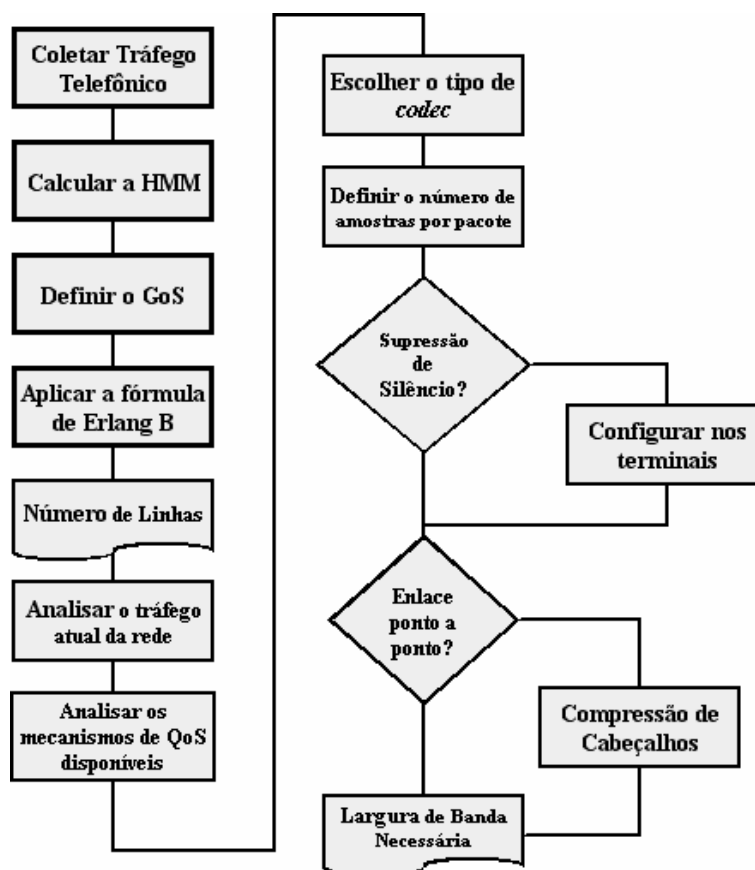 Coletar Tráfego
Telefônico
Calcular a HMM
Definir o GoS
Aplicar a fórmula
de Erlang B
Número de Linhas
Analisar o tráfego
atual da rede
Analisar os
mecanismos de QoS
disponíveis
Escolher o tipo de
codec
Definir o número de
amostras por pacote
Supressão
de
Silêncio?
Configurar nos
terminais
Enlace
ponto a
ponto?
Compressão de
Cabeçalhos
Largura de Banda
Necessária